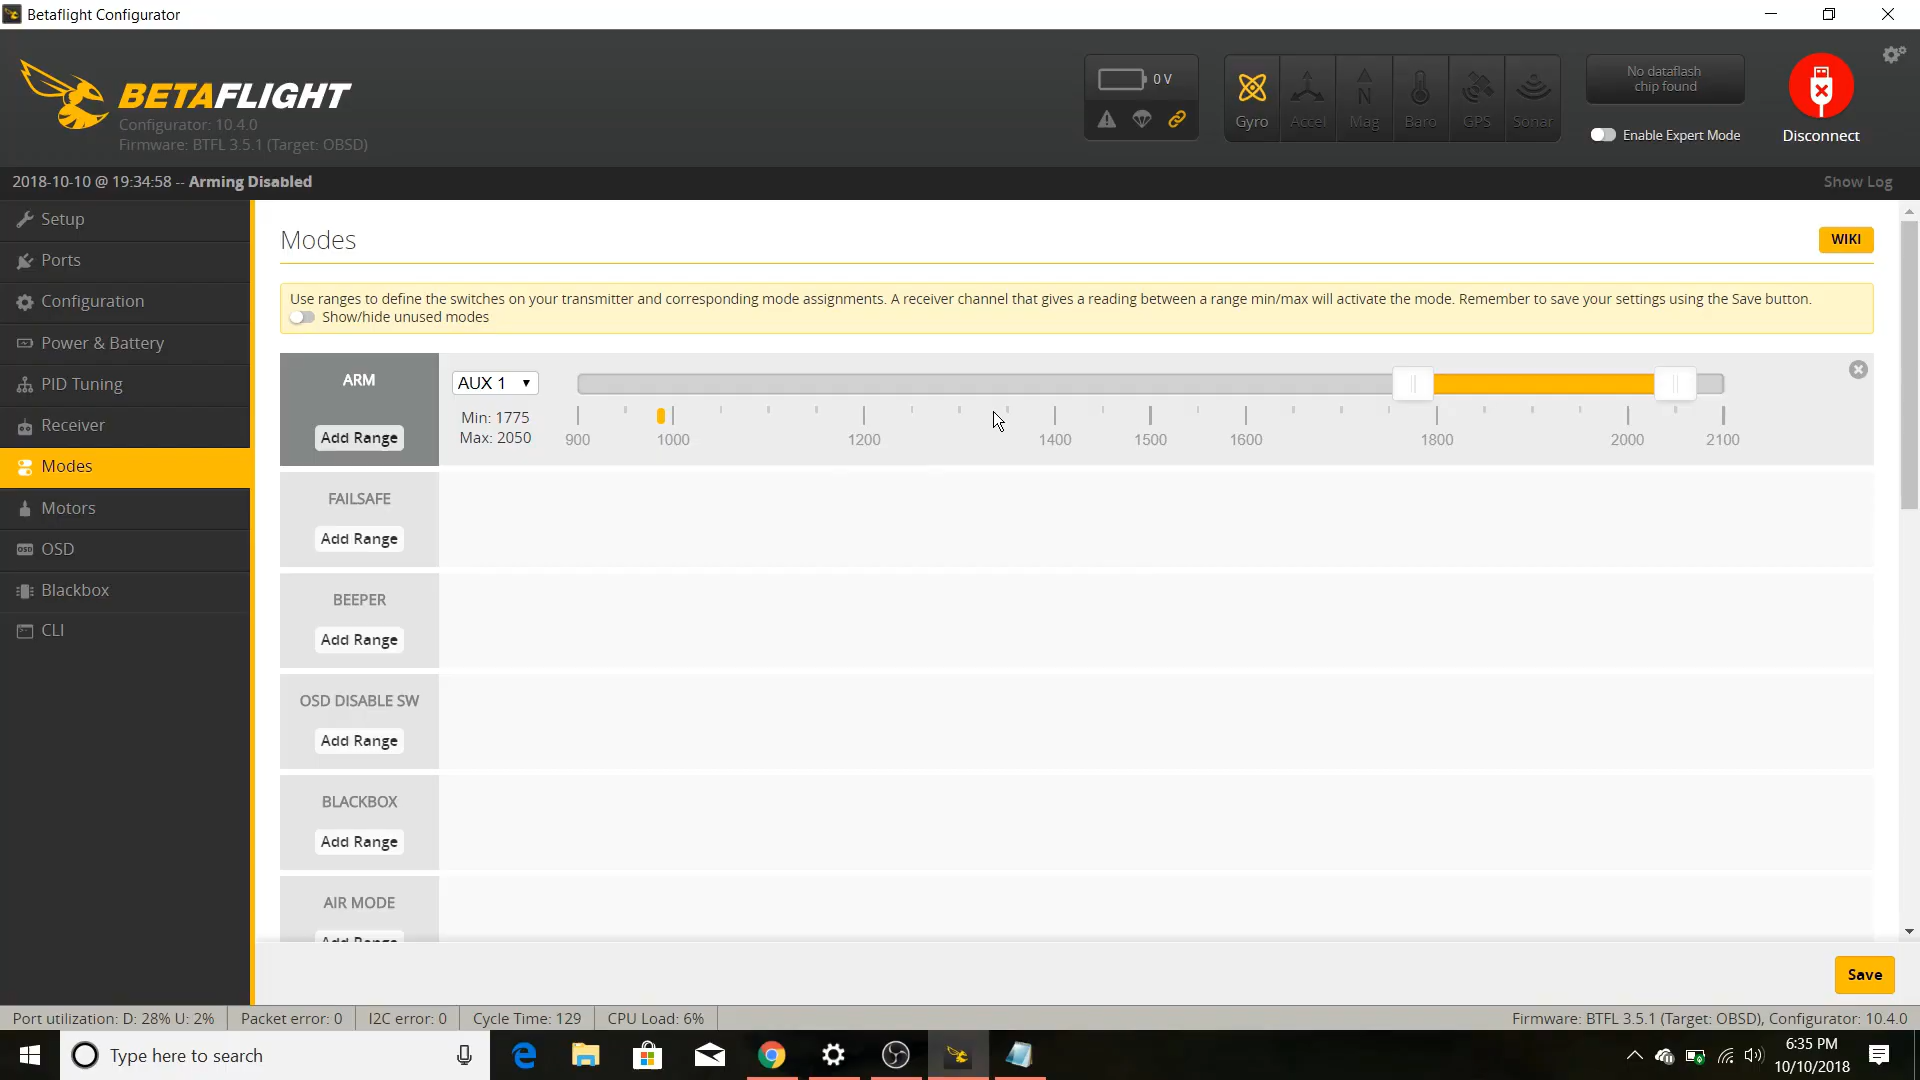 Betaflight Configurator
BETAFLIGHT
Configurator: 10.4.0
Firmware: BTFL 3.5.1 (Target: OBSD)
0 V
Gyro
Accel
Mag
Baro
GPS
Sonar
No dataflash
chip found
Enable Expert Mode
Disconnect
2018-10-10 @ 19:34:58 -- Arming Disabled
Show Log
Setup
Ports
Configuration
Power & Battery
PID Tuning
Receiver
Modes
Motors
OSD
Blackbox
CLI
Modes
WIKI
Use ranges to define the switches on your transmitter and corresponding mode assignments. A receiver channel that gives a reading between a range min/max will activate the mode. Remember to save your settings using the Save button.
Show/hide unused modes
ARM
Add Range
AUX 1
Min: 1775
Max: 2050
900 1000 1200 1400 1500 1600 1800 2000 2100
FAILSAFE
Add Range
BEEPER
Add Range
OSD DISABLE SW
Add Range
BLACKBOX
Add Range
AIR MODE
Add Range
Save
Port utilization: D: 28% U: 2%
Packet error: 0
I2C error: 0
Cycle Time: 129
CPU Load: 6%
Firmware: BTFL 3.5.1 (Target: OBSD), Configurator: 10.4.0
Type here to search
6:35 PM
10/10/2018